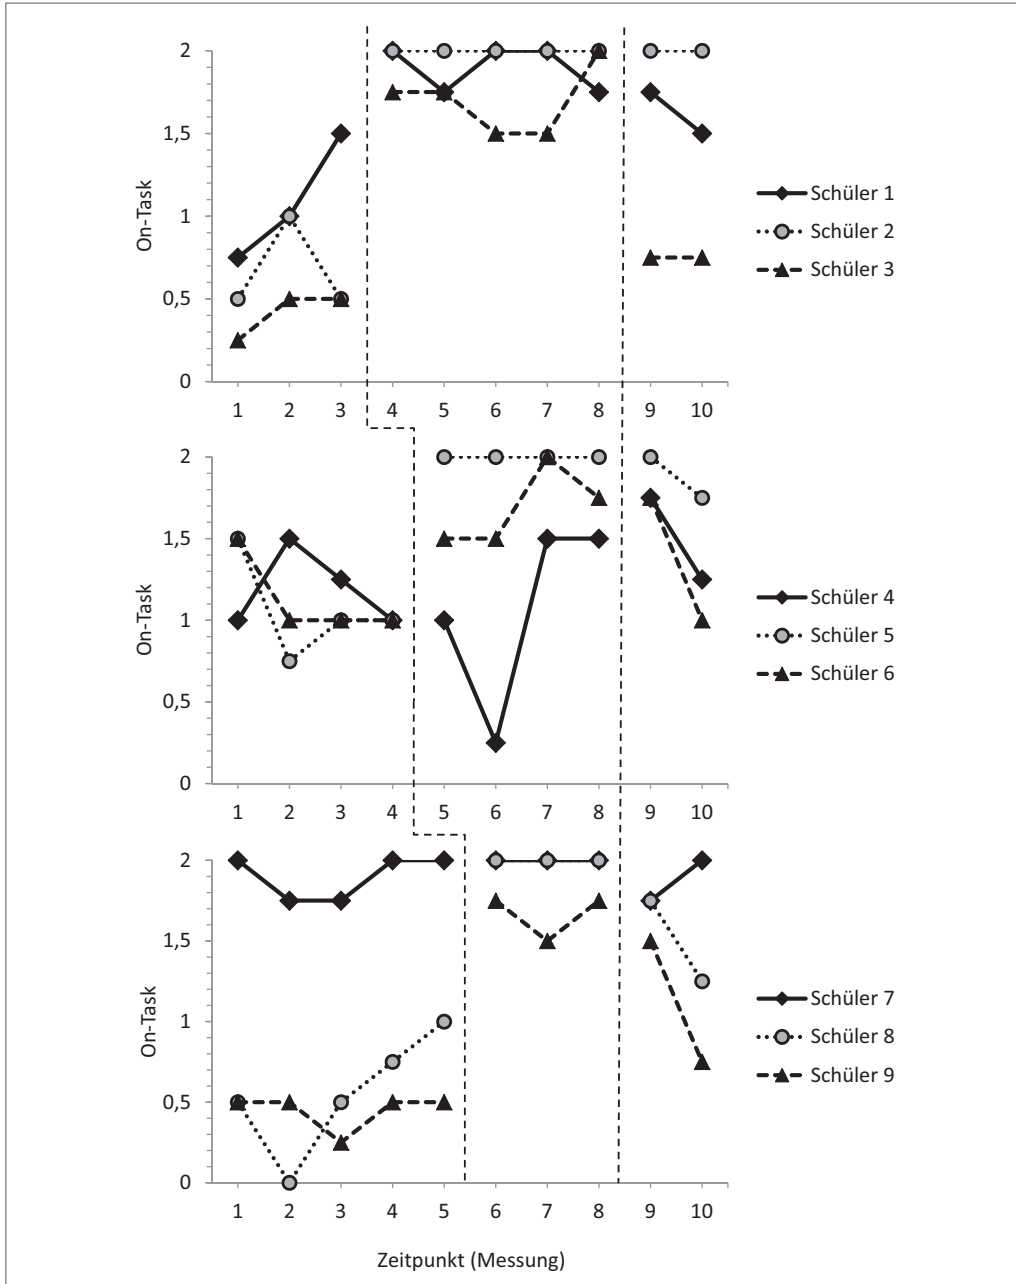 2
1,5
1
0,5
0
On-Task
1 2 3 4 5 6 7 8 9 10
Schüler 1
Schüler 2
Schüler 3
2
1,5
1
0,5
0
On-Task
1 2 3 4 5 6 7 8 9 10
Schüler 4
Schüler 5
Schüler 6
2
1,5
1
0,5
0
On-Task
1 2 3 4 5 6 7 8 9 10
Schüler 7
Schüler 8
Schüler 9
Zeitpunkt (Messung)